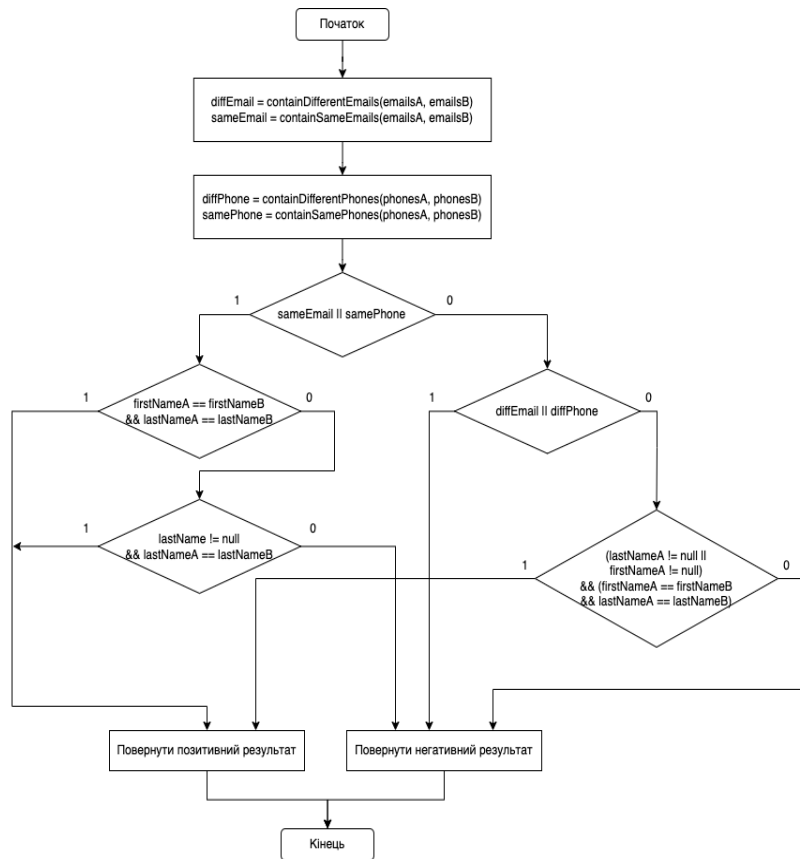 Початок
diffEmail = containDifferentEmails(emailsA, emailsB)
sameEmail = containSameEmails(emailsA, emailsB)
diffPhone = containDifferentPhones(phonesA, phonesB)
samePhone = containSamePhones(phonesA, phonesB)
1
sameEmail || samePhone
0
1
firstNameA == firstNameB
&& lastNameA == lastNameB
0
1
diffEmail || diffPhone
0
1
lastName != null
&& lastNameA == lastNameB
0
1
(lastNameA != null ||
firstNameA != null)
&& (firstNameA == firstNameB
&& lastNameA == lastNameB)
0
Повернути позитивний результат
Повернути негативний результат
Кінець